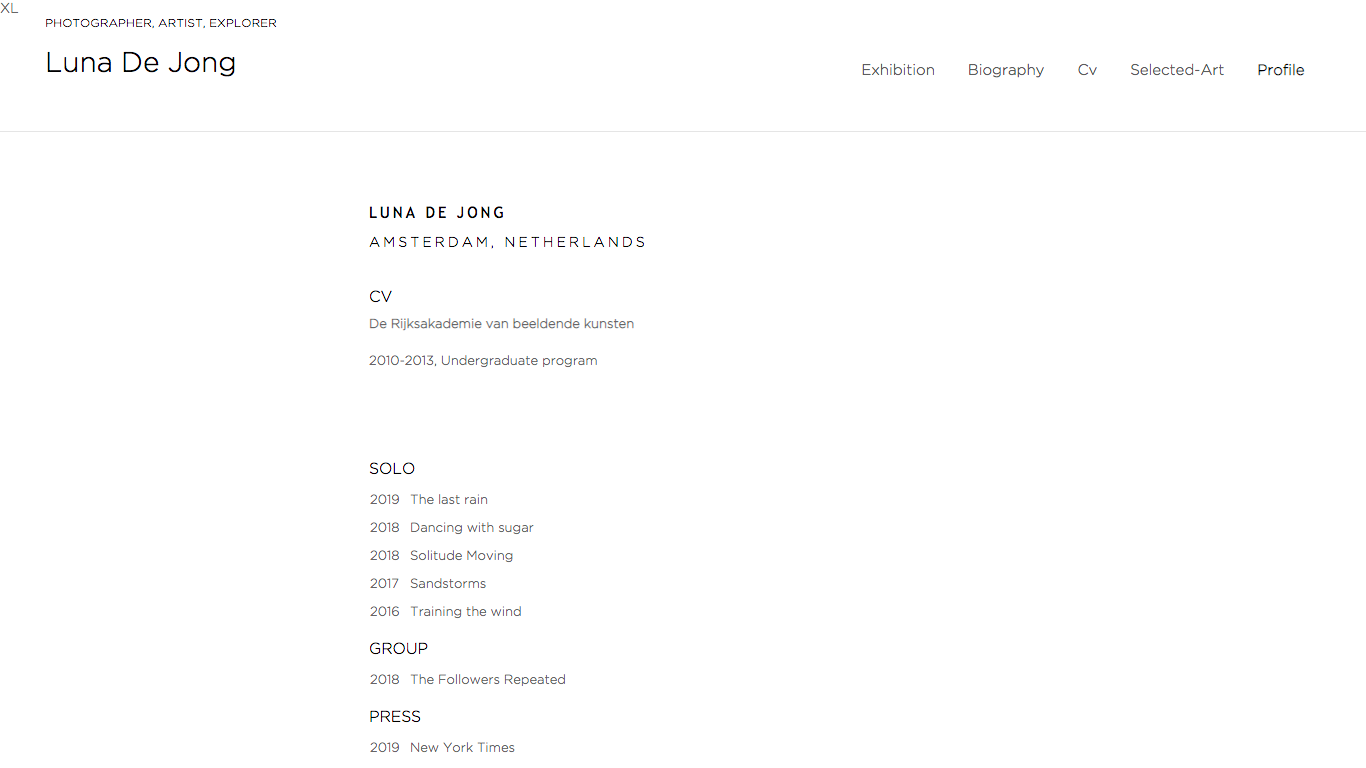 XL
PHOTOGRAPHER, ARTIST, EXPLORER
Luna De Jong
Exhibition Biography Cv Selected-Art Profile
LUNA DE JONG
AMSTERDAM, NETHERLANDS
CV
De Rijksakademie van beeldende kunsten
2010-2013, Undergraduate program
SOLO
2019 The last rain
2018 Dancing with sugar
2018 Solitude Moving
2017 Sandstorms
2016 Training the wind
GROUP
2018 The Followers Repeated
PRESS
2019 New York Times